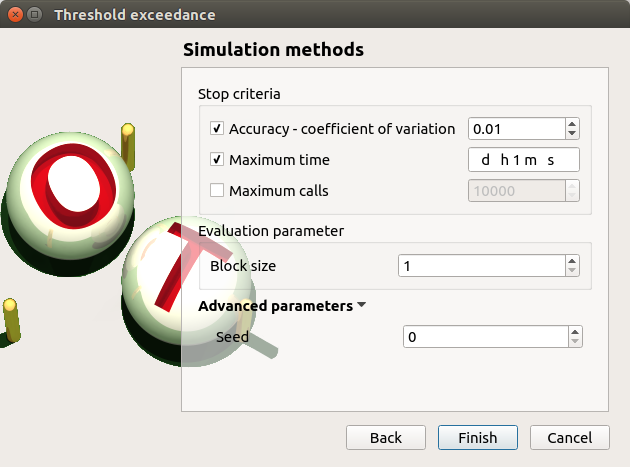 Threshold exceedance
Simulation methods
Stop criteria
Accuracy - coefficient of variation 0.01
Maximum time d h 1 m s
Maximum calls 10000
Evaluation parameter
Block size 1
Advanced parameters
Seed 0
Back Finish Cancel
O
T